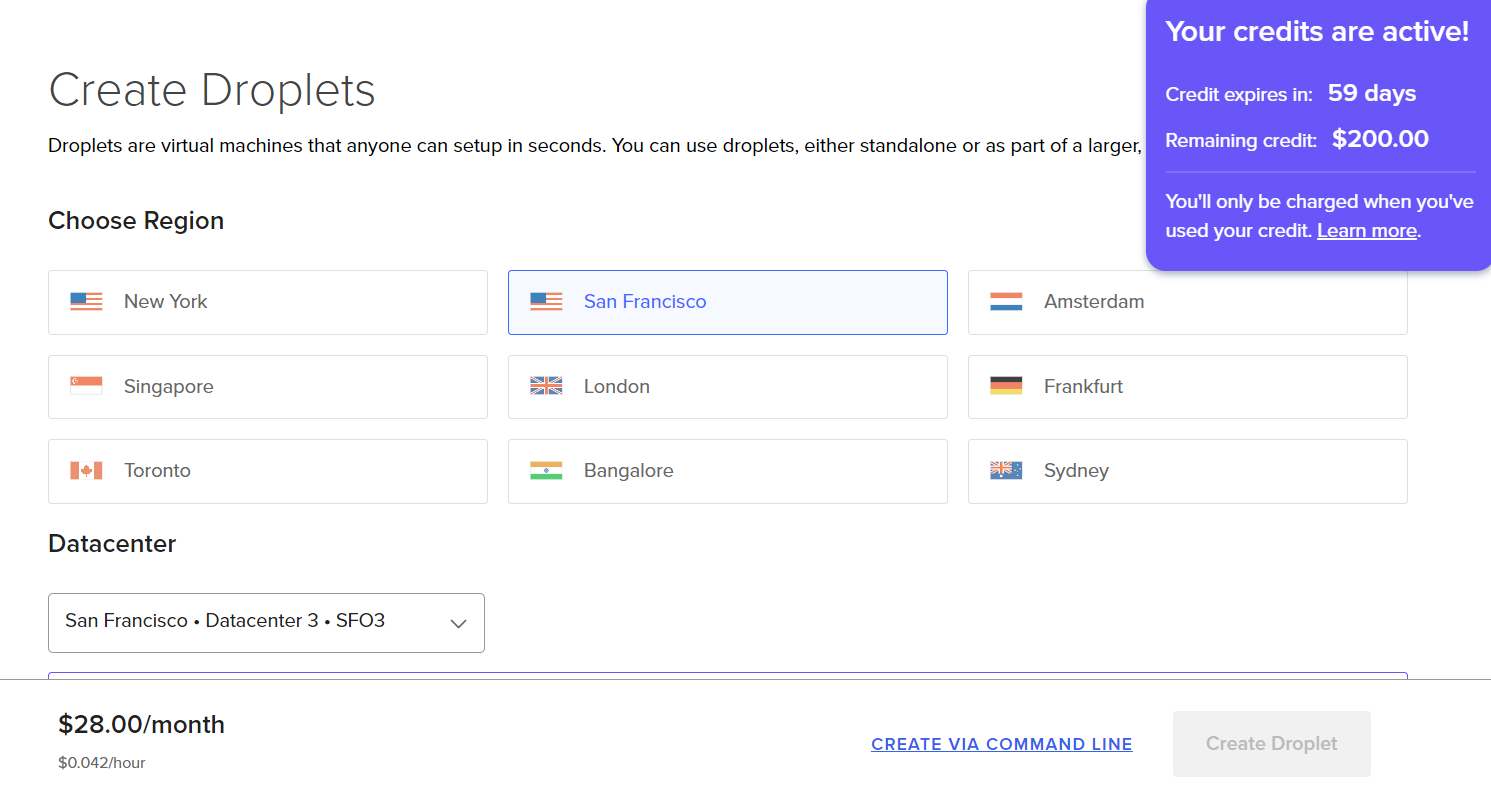 Your credits are active!
Credit expires in: 59 days
Remaining credit: $200.00
You'll only be charged when you've
used your credit. Learn more.
Create Droplets
Droplets are virtual machines that anyone can setup in seconds. You can use droplets, either standalone or as part of a larger,
Choose Region
New York
San Francisco
Amsterdam
Singapore
London
Frankfurt
Toronto
Bangalore
Sydney
Datacenter
San Francisco • Datacenter 3 • SFO3
$28.00/month
$0.042/hour
CREATE VIA COMMAND LINE
Create Droplet